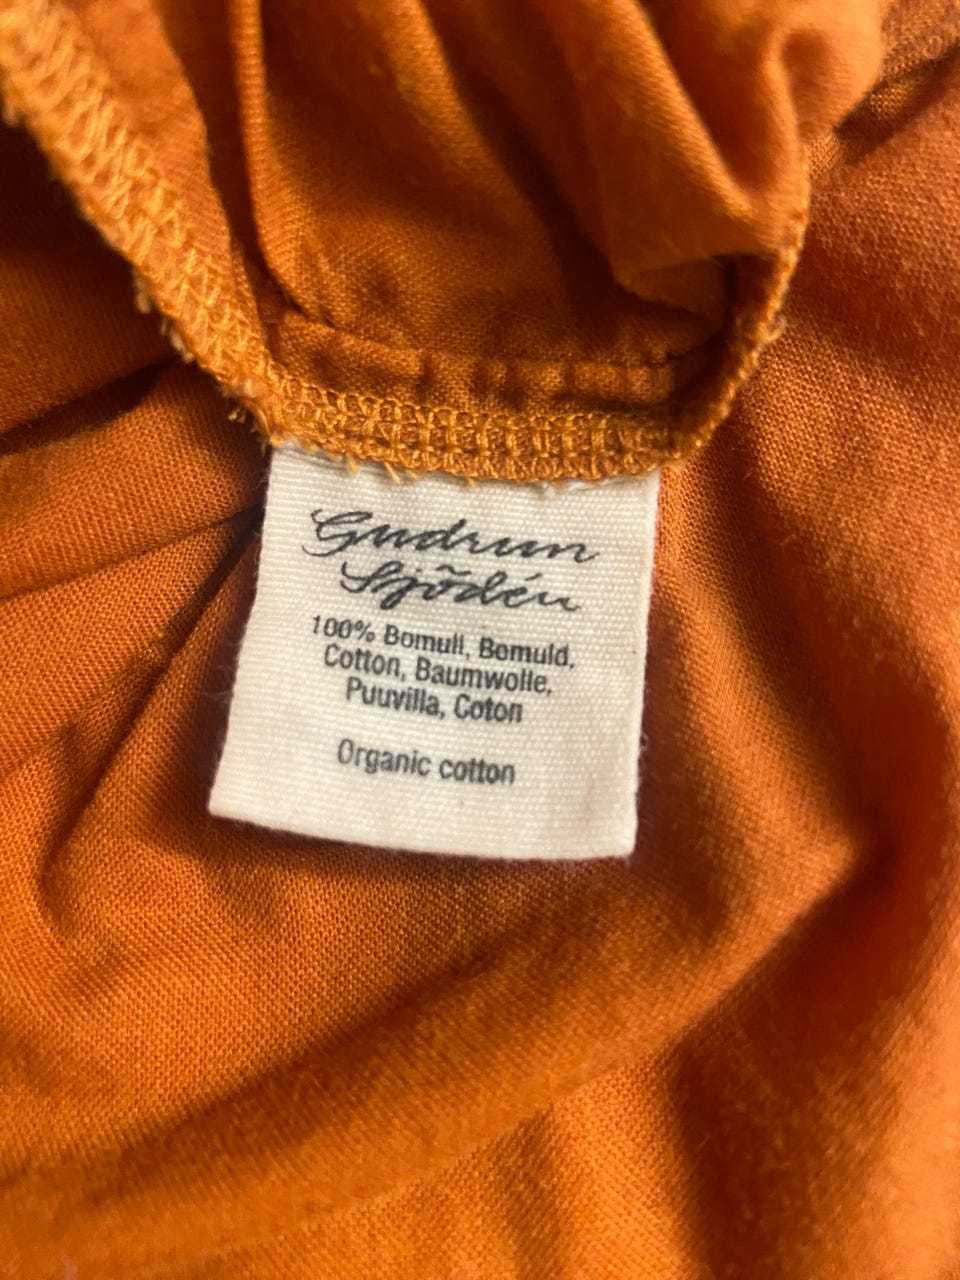 Gudrun
Sjödén
100% Bomull, Bomuld,
Cotton, Baumwolle,
Puuvilla, Coton
Organic cotton